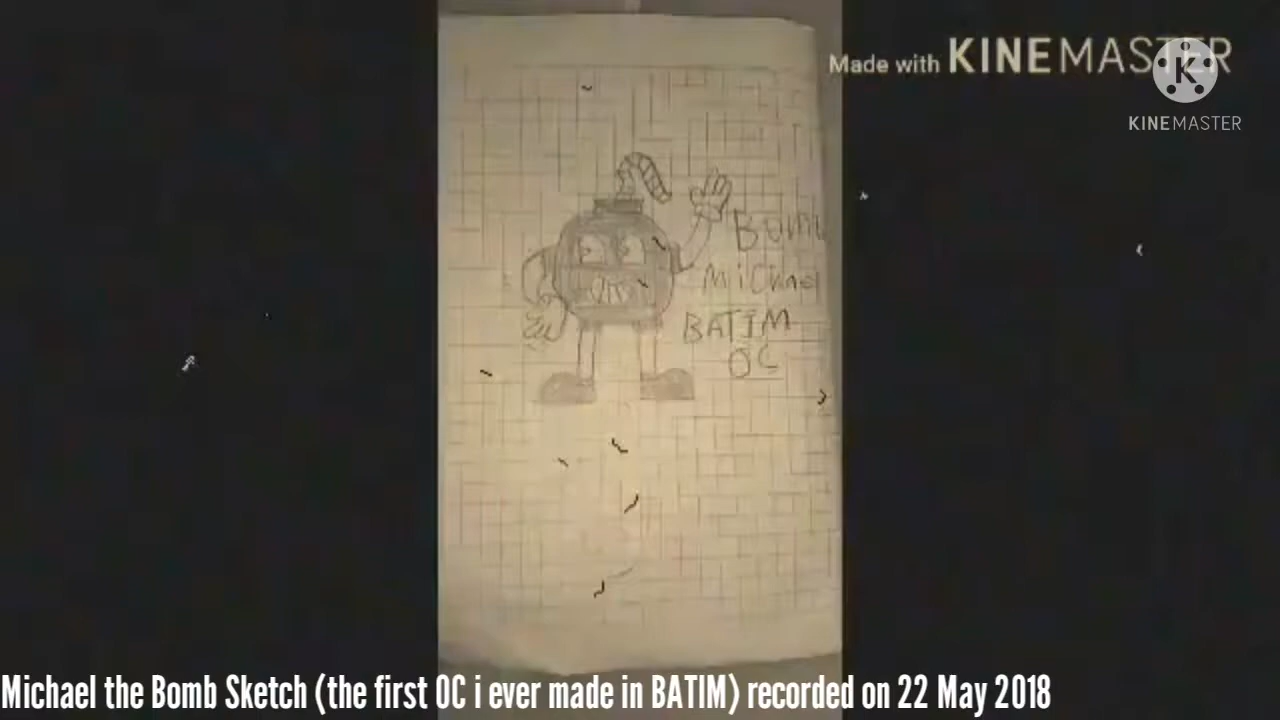 Made with KINEMASTER
K
KINEMASTER
Michael
BATIM
OC
Michael the Bomb Sketch (the first OC i ever made in BATIM) recorded on 22 May 2018